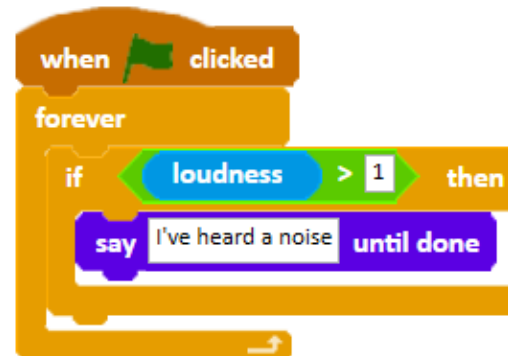 when clicked
forever
if loudness > 1 then
say I've heard a noise until done